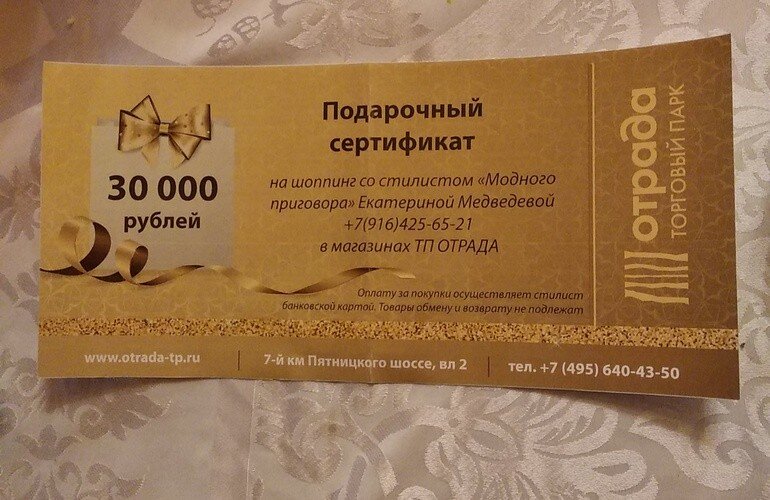 30 000
рублей
Подарочный
сертификат
на шоппинг со стилистом «Модного
приговора» Екатериной Медведевой
+7(916)425-65-21
в магазинах ТП ОТРАДА
Оплату за покупки осуществляет стилист
банковской картой. Товары обмену и возврату не подлежат
отрада
ТОРГОВЫЙ ПАРК
www.otrada-tp.ru | 7-й км Пятницкого шоссе, вл 2 | тел. +7 (495) 640-43-50